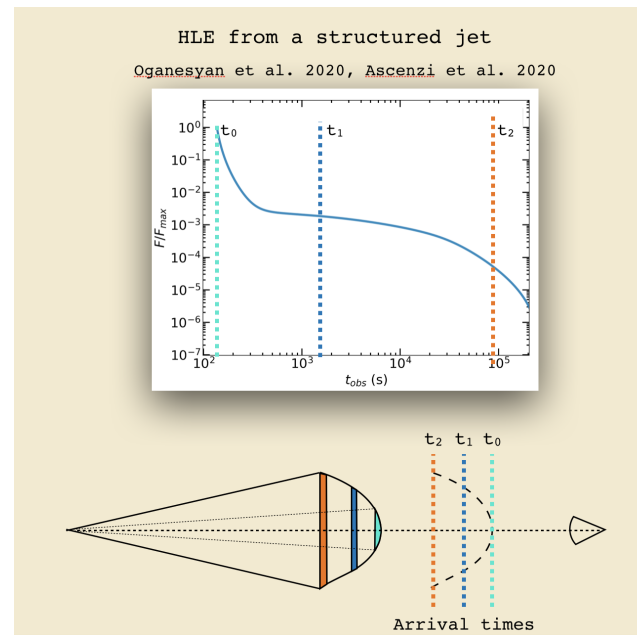 HLE from a structured jet
Oganesyan et al. 2020, Ascenzi et al. 2020
t₀ t₁ t₂
10⁰
10⁻¹
10⁻²
10⁻³
10⁻⁴
10⁻⁵
10⁻⁶
10⁻⁷
F/Fₘₐₓ
10² 10³ 10⁴ 10⁵
t_obs (s)
t₂ t₁ t₀
Arrival times